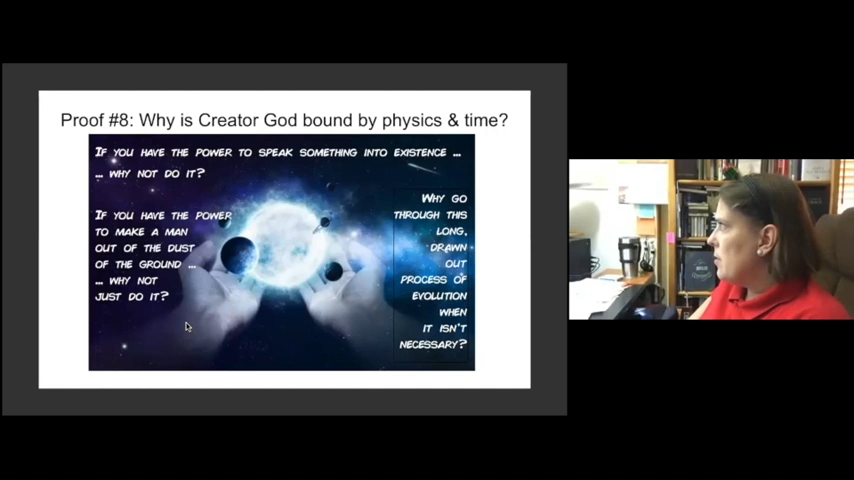 Proof #8: Why is Creator God bound by physics & time?
IF YOU HAVE THE POWER TO SPEAK SOMETHING INTO EXISTENCE ...
... WHY NOT DO IT?
IF YOU HAVE THE POWER
TO MAKE A MAN
OUT OF THE DUST
OF THE GROUND ...
... WHY NOT
JUST DO IT?
WHY GO
THROUGH THIS
LONG,
DRAWN
OUT
PROCESS OF
EVOLUTION
WHEN
IT ISN'T
NECESSARY?